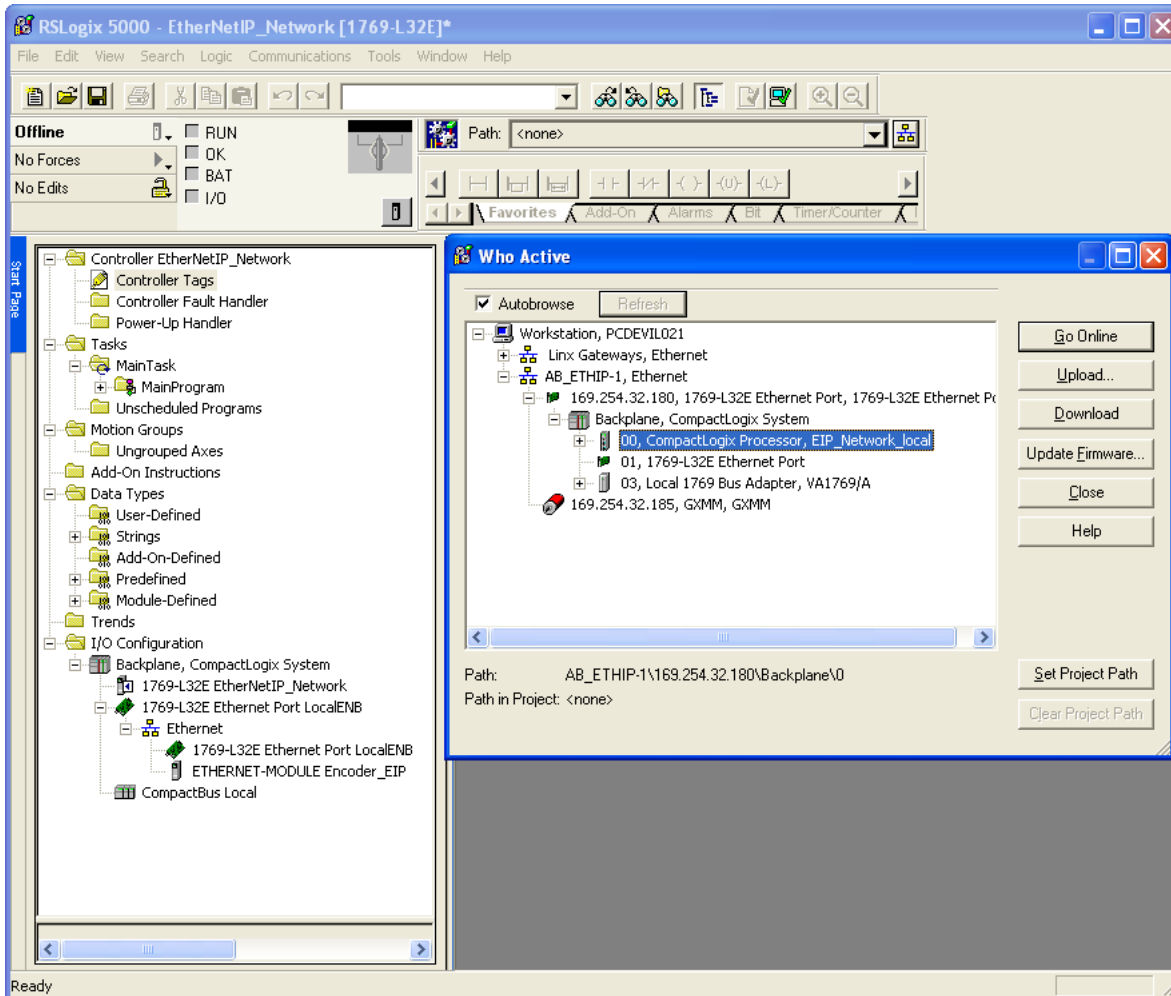 RSLogix 5000 - EtherNetIP_Network [1769-L32E]*
File Edit View Search Logic Communications Tools Window Help
Offline
RUN
No Forces
OK
No Edits
BAT
I/O
Path: <none>
Favorites Add-On Alarms Bit Timer/Counter
Start Page
Controller EtherNetIP_Network
Controller Tags
Controller Fault Handler
Power-Up Handler
Tasks
MainTask
MainProgram
Unscheduled Programs
Motion Groups
Ungrouped Axes
Add-On Instructions
Data Types
User-Defined
Strings
Add-On-Defined
Predefined
Module-Defined
Trends
I/O Configuration
Backplane, CompactLogix System
1769-L32E EtherNetIP_Network
1769-L32E Ethernet Port LocalENB
Ethernet
1769-L32E Ethernet Port LocalENB
ETHERNET-MODULE Encoder_EIP
CompactBus Local
Who Active
Autobrowse Refresh
Workstation, PCDEVIL021
Linx Gateways, Ethernet
AB_ETHIP-1, Ethernet
169.254.32.180, 1769-L32E Ethernet Port, 1769-L32E Ethernet Po
Backplane, CompactLogix System
00, CompactLogix Processor, EIP_Network_local
01, 1769-L32E Ethernet Port
03, Local 1769 Bus Adapter, VA1769/A
169.254.32.185, GXMM, GXMM
Go Online
Upload...
Download
Update Firmware...
Close
Help
Path: AB_ETHIP-1\169.254.32.180\Backplane\0
Path in Project: <none>
Set Project Path
Clear Project Path
Ready